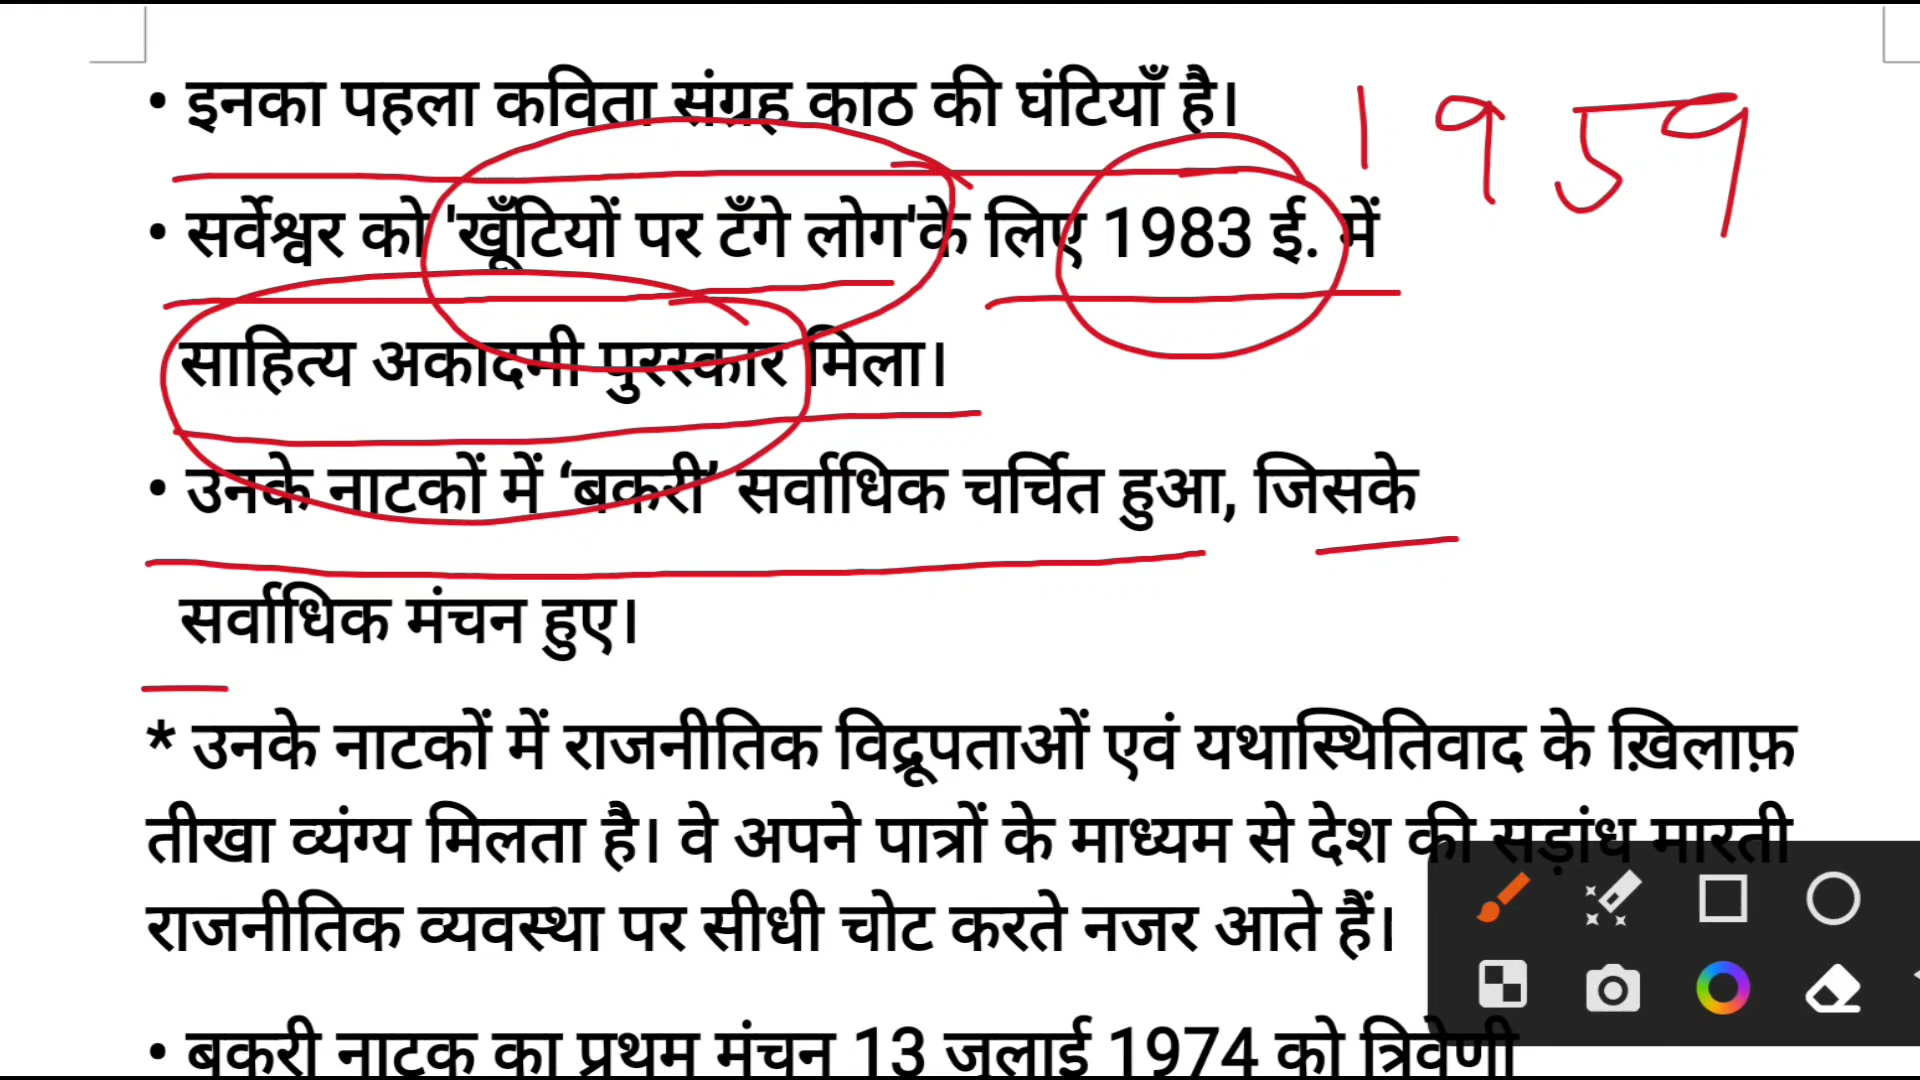 • इनका पहला कविता संग्रह काठ की घंटियाँ है। 1959
• सर्वेश्वर को 'खूँटियों पर टँगे लोग'के लिए 1983 ई. में
साहित्य अकादमी पुरस्कार मिला।
• उनके नाटकों में ‘बकरी’ सर्वाधिक चर्चित हुआ, जिसके
सर्वाधिक मंचन हुए।
* उनके नाटकों में राजनीतिक विद्रूपताओं एवं यथास्थितिवाद के ख़िलाफ़
तीखा व्यंग्य मिलता है। वे अपने पात्रों के माध्यम से देश की सड़ांध मारती
राजनीतिक व्यवस्था पर सीधी चोट करते नजर आते हैं।
• बकरी नाटक का प्रथम मंचन 13 जुलाई 1974 को त्रिवेणी